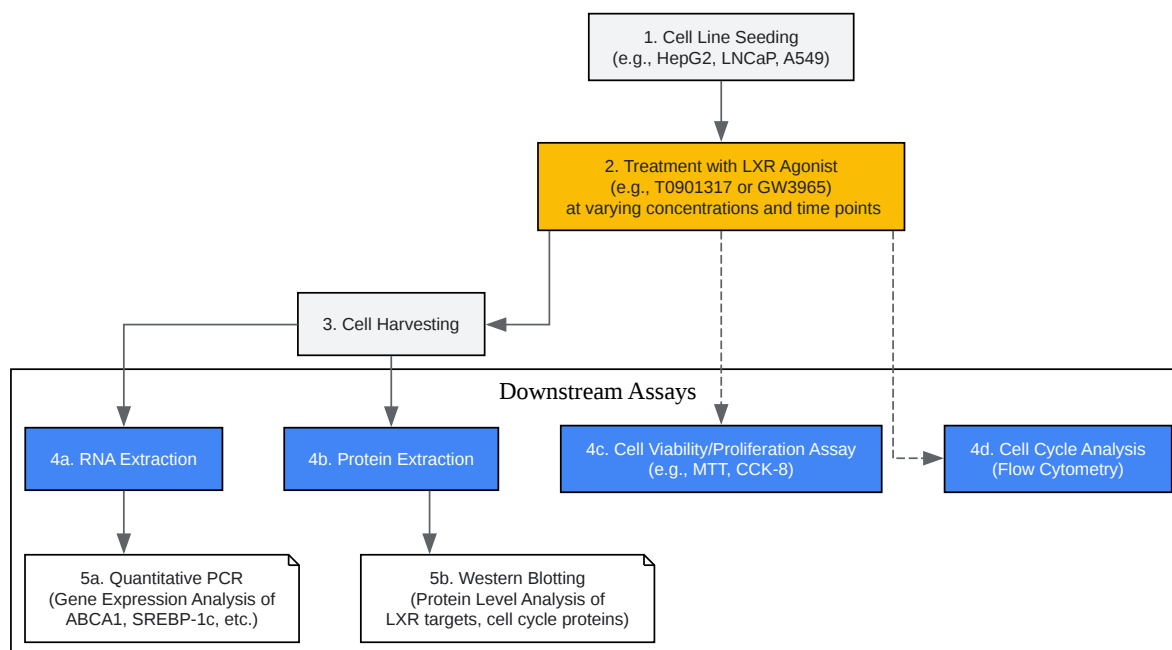 1. Cell Line Seeding
(e.g., HepG2, LNCaP, A549)
2. Treatment with LXR Agonist
(e.g., T0901317 or GW3965)
at varying concentrations and time points
3. Cell Harvesting
Downstream Assays
4a. RNA Extraction
4b. Protein Extraction
4c. Cell Viability/Proliferation Assay
(e.g., MTT, CCK-8)
4d. Cell Cycle Analysis
(Flow Cytometry)
5a. Quantitative PCR
(Gene Expression Analysis of
ABCA1, SREBP-1c, etc.)
5b. Western Blotting
(Protein Level Analysis of
LXR targets, cell cycle proteins)